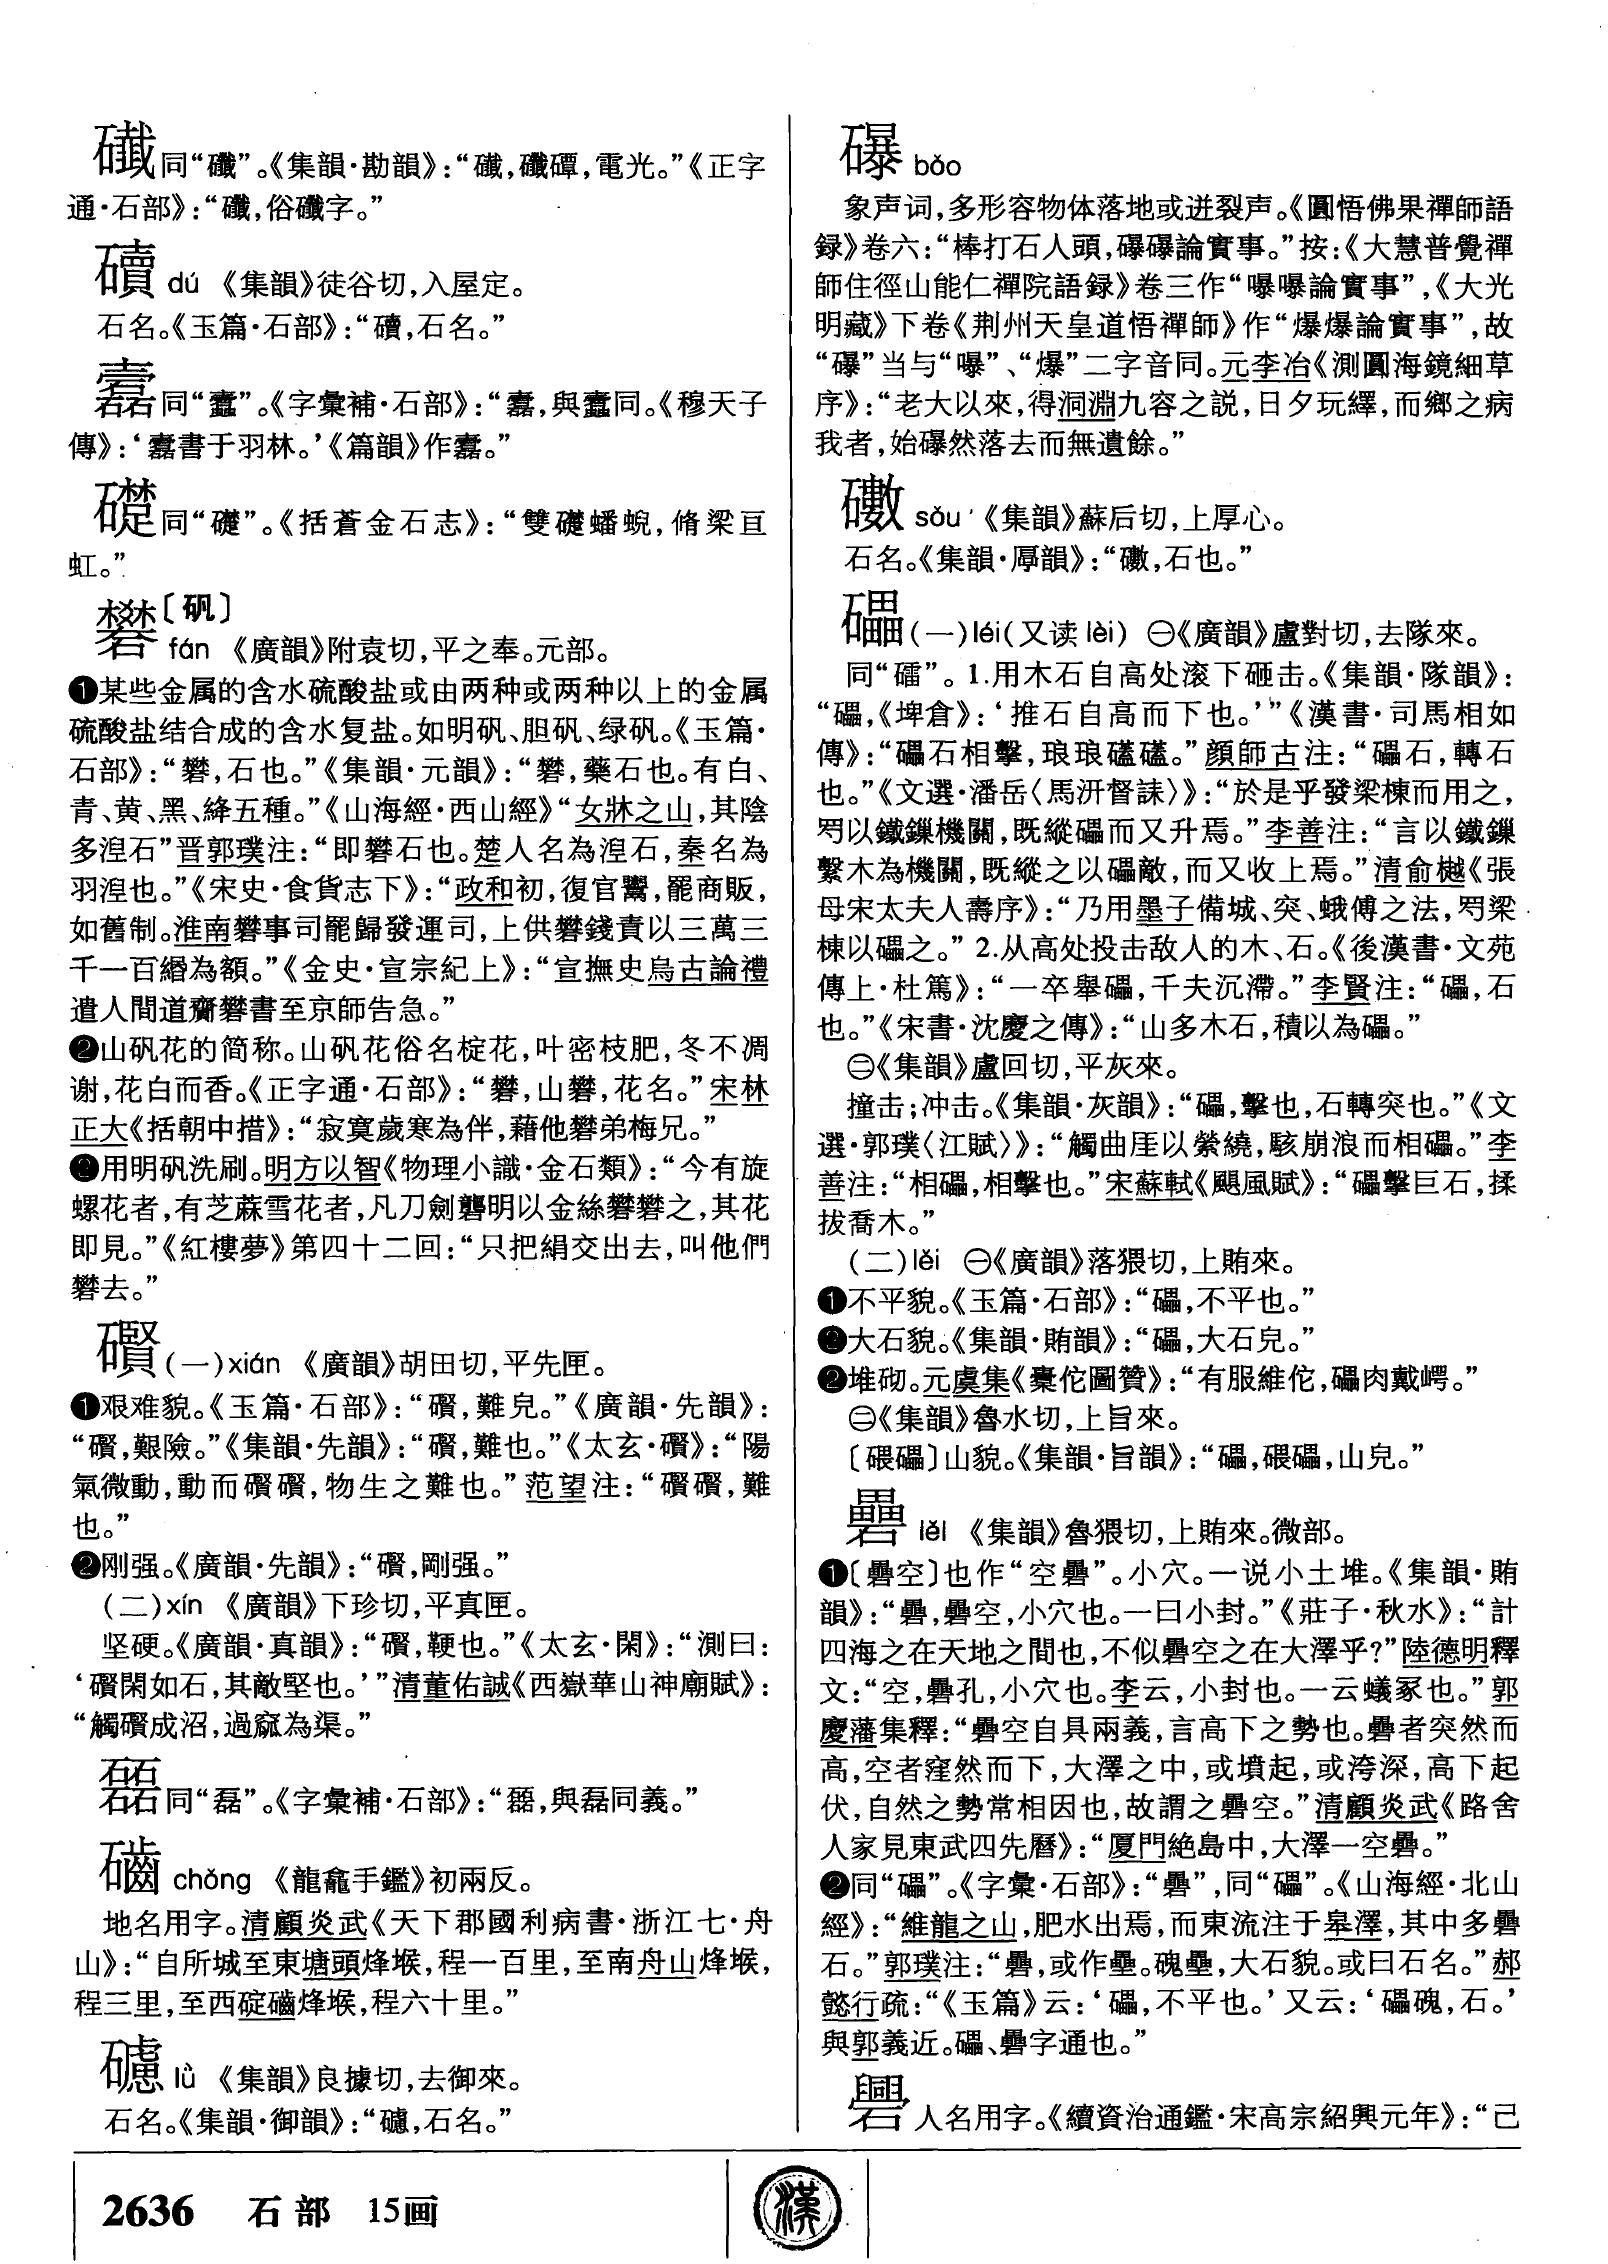 同“礹”。《集韻·勘韻》：“，磹，電光。”《正字
通·石部》：“，俗字。”
dú 《集韻》徒谷切，入屋定。
石名。《玉篇·石部》：“，石名。”
同“蠹”。《字彙補·石部》：“，與蠹同。《穆天子
傳》：‘書于羽林。’《篇韻》作。”
礎 同“礎”。《括蒼金石志》：“雙蟠蜺，脩梁亘
虹。”
礬〔矾〕
fán 《廣韻》附袁切，平之奉。元部。
❶某些金属的含水硫酸盐或由两种或两种以上的金属
硫酸盐结合成的含水复盐。如明矾、胆矾、绿矾。《玉篇·
石部》：“礬，石也。”《集韻·元韻》：“礬，藥石也。有白、
青、黄、黑、絳五種。”《山海經·西山經》“女牀之山，其陰
多涅石”晋郭璞注：“即礬石也。楚人名為涅石，秦名為
羽涅也。”《宋史·食貨志下》：“政和初，復官鬻，罷商販，
如舊制。淮南礬事司罷歸發運司，上供礬錢責以三萬三
千一百緡為額。”《金史·宣宗紀上》：“宣撫史烏古論禮
遣人間道齎礬書至京師告急。”
❷山矾花的简称。山矾花俗名椗花，叶密枝肥，冬不凋
谢，花白而香。《正字通·石部》：“礬，山礬，花名。”宋林
正大《括朝中措》：“寂寞歲寒為伴，藉他礬弟梅兄。”
❷用明矾洗刷。明方以智《物理小識·金石類》：“今有旋
螺花者，有芝蔴雪花者，凡刀劍礱明以金絲礬礬之，其花
即見。”《紅樓夢》第四十二回：“只把絹交出去，叫他們
礬去。”
礥 (一)xián 《廣韻》胡田切，平先匣。
❶艰难貌。《玉篇·石部》：“礥，難皃。”《廣韻·先韻》：
“礥，艱險。”《集韻·先韻》：“礥，難也。”《太玄·礥》：“陽
氣微動，動而礥礥，物生之難也。”范望注：“礥礥，難
也。”
❷刚强。《廣韻·先韻》：“礥，剛强。”
(二)xín 《廣韻》下珍切，平真匣。
坚硬。《廣韻·真韻》：“礥，鞕也。”《太玄·閑》：“測曰：
‘礥閑如石，其敵堅也。’”清董佑誠《西嶽華山神廟賦》：
“觸礥成沼，過窳為渠。”
同“磊”。《字彙補·石部》：“，與磊同義。”
chǒng 《龍龕手鑑》初兩反。
地名用字。清顧炎武《天下郡國利病書·浙江七·舟
山》：“自所城至東塘頭烽堠，程一百里，至南舟山烽堠，
程三里，至西碇烽堠，程六十里。”
lǜ 《集韻》良據切，去御來。
石名。《集韻·御韻》：“，石名。”
bǒo
象声词，多形容物体落地或迸裂声。《圓悟佛果禪師語
録》卷六：“棒打石人頭，論實事。”按：《大慧普覺禪
師住徑山能仁禪院語録》卷三作“嚗嚗論實事”，《大光
明藏》下卷《荆州天皇道悟禪師》作“爆爆論實事”，故
“”当与“嚗”、“爆”二字音同。元李冶《測圓海鏡細草
序》：“老大以來，得洞淵九容之説，日夕玩繹，而鄉之病
我者，始然落去而無遺餘。”
sǒu 《集韻》蘇后切，上厚心。
石名。《集韻·厚韻》：“，石也。”
礧 (一)léi(又读lèi) ㊀《廣韻》盧對切，去隊來。
同“礌”。1.用木石自高处滚下砸击。《集韻·隊韻》：
“礧，《埤倉》：‘推石自高而下也。’”《漢書·司馬相如
傳》：“礧石相擊，琅琅礚礚。”顔師古注：“礧石，轉石
也。”《文選·潘岳〈馬汧督誄〉》：“於是乎發梁棟而用之，
罥以鐵鏁機關，既縱礧而又升焉。”李善注：“言以鐵鏁
繫木為機關，既縱之以礧敵，而又收上焉。”清俞樾《張
母宋太夫人壽序》：“乃用墨子備城、突、蛾傅之法，罥梁
棟以礧之。” 2.从高处投击敌人的木、石。《後漢書·文苑
傳上·杜篤》：“一卒舉礧，千夫沉滯。”李賢注：“礧，石
也。”《宋書·沈慶之傳》：“山多木石，積以為礧。”
㊁《集韻》盧回切，平灰來。
撞击；冲击。《集韻·灰韻》：“礧，擊也，石轉突也。”《文
選·郭璞〈江賦〉》：“觸曲厓以縈繞，駭崩浪而相礧。”李
善注：“相礧，相擊也。”宋蘇軾《颶風賦》：“礧擊巨石，揉
拔喬木。”
(二)lěi ㊀《廣韻》落猥切，上賄來。
❶不平貌。《玉篇·石部》：“礧，不平也。”
❷大石貌。《集韻·賄韻》：“礧，大石皃。”
❷堆砌。元虞集《橐佗圖贊》：“有服維佗，礧肉戴崿。”
㊁《集韻》魯水切，上旨來。
〔碨礧〕山貌。《集韻·旨韻》：“礧，碨礧，山皃。”
礨 lěi 《集韻》魯猥切，上賄來。微部。
❶〔礨空〕也作“空礨”。小穴。一说小土堆。《集韻·賄
韻》：“礨，礨空，小穴也。一曰小封。”《莊子·秋水》：“計
四海之在天地之間也，不似礨空之在大澤乎？”陸德明釋
文：“空，礨孔，小穴也。李云，小封也。一云蟻冢也。”郭
慶藩集釋：“礨空自具兩義，言高下之勢也。礨者突然而
高，空者窪然而下，大澤之中，或墳起，或洿深，高下起
伏，自然之勢常相因也，故謂之礨空。”清顧炎武《路舍
人家見東武四先曆》：“厦門絶島中，大澤一空礨。”
❷同“礧”。《字彙·石部》：“礨”，同“礧”。《山海經·北山
經》：“維龍之山，肥水出焉，而東流注于皋澤，其中多礨
石。”郭璞注：“礨，或作壘。磈壘，大石貌。或曰石名。”郝
懿行疏：“《玉篇》云：‘礧，不平也。’又云：‘礧磈，石。’
與郭義近。礧、礨字通也。”
人名用字。《續資治通鑑·宋高宗紹興元年》：“己
2636 石部 15画
漢